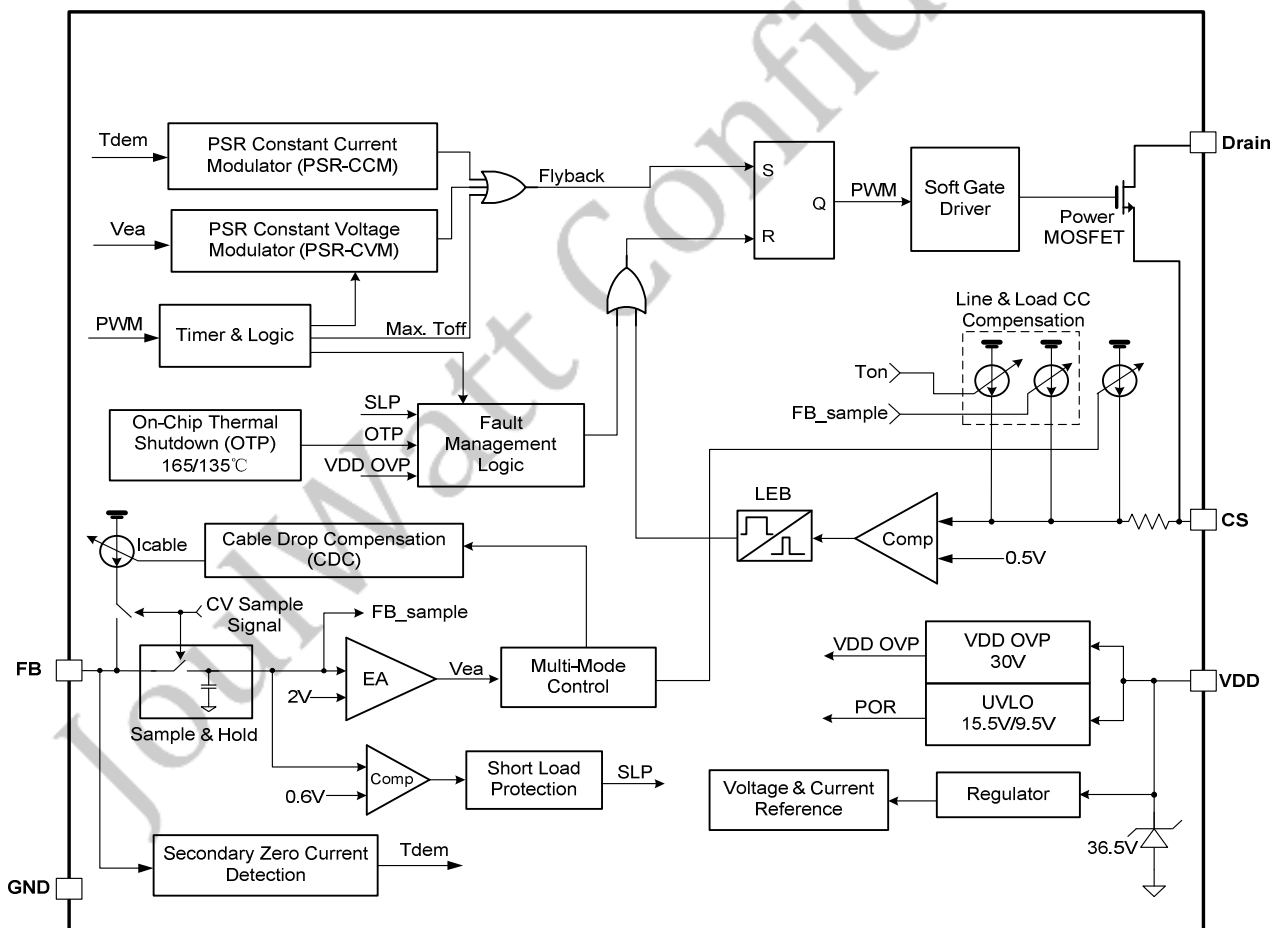 JoulWatt Confid
Tdem
PSR Constant Current
Modulator (PSR-CCM)
Vea
PSR Constant Voltage
Modulator (PSR-CVM)
PWM
Timer & Logic
Max. Toff
Flyback
S
R
Q
PWM
Soft Gate
Driver
Power
MOSFET
Drain
Line & Load CC
Compensation
Ton
FB_sample
On-Chip Thermal
Shutdown (OTP)
165/135℃
SLP
OTP
VDD OVP
Fault
Management
Logic
LEB
Comp
0.5V
CS
Icable
Cable Drop Compensation
(CDC)
CV Sample
Signal
FB_sample
FB
Sample & Hold
2V
EA
Vea
Multi-Mode
Control
0.6V
Comp
Short Load
Protection
SLP
VDD OVP
VDD OVP
30V
POR
UVLO
15.5V/9.5V
VDD
Voltage & Current
Reference
Regulator
36.5V
GND
Secondary Zero Current
Detection
Tdem